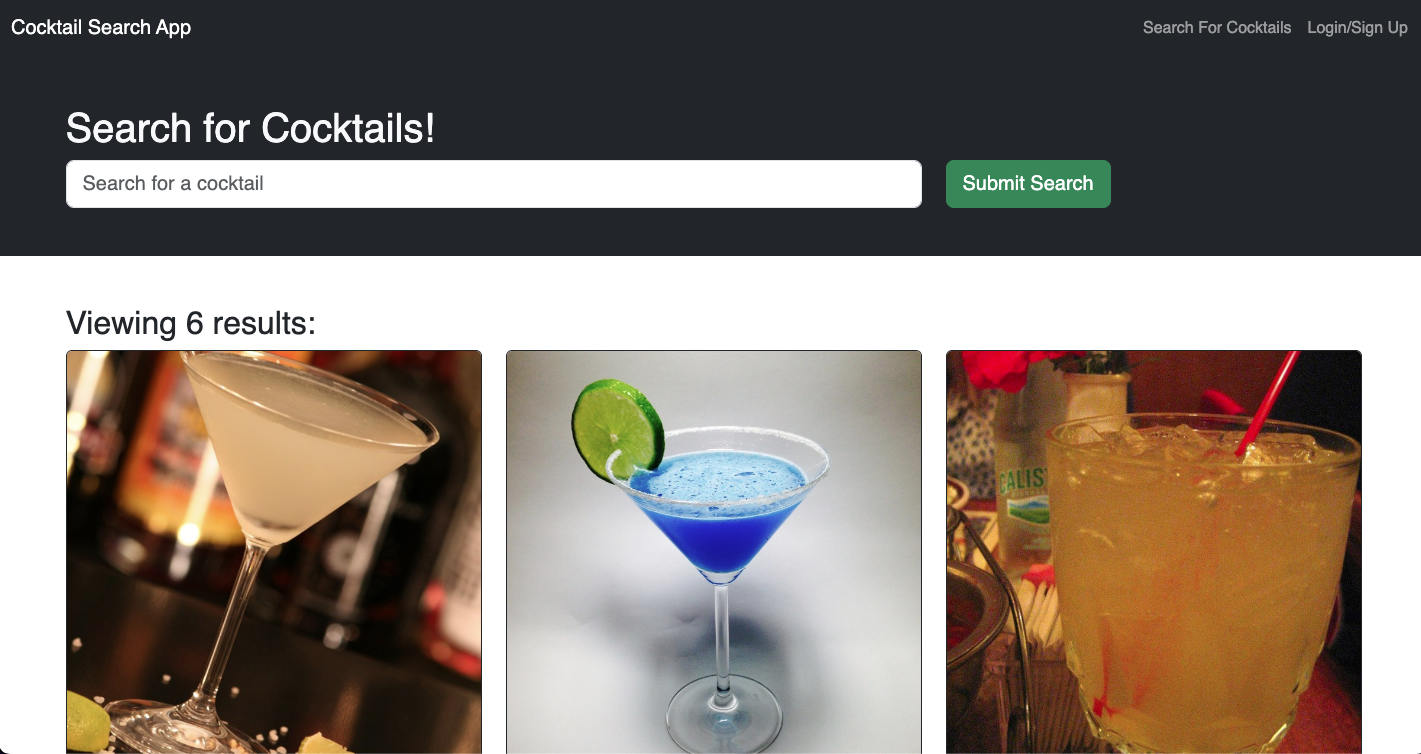 Cocktail Search App
Search For Cocktails Login/Sign Up
Search for Cocktails!
Search for a cocktail
Submit Search
Viewing 6 results:
CALIS